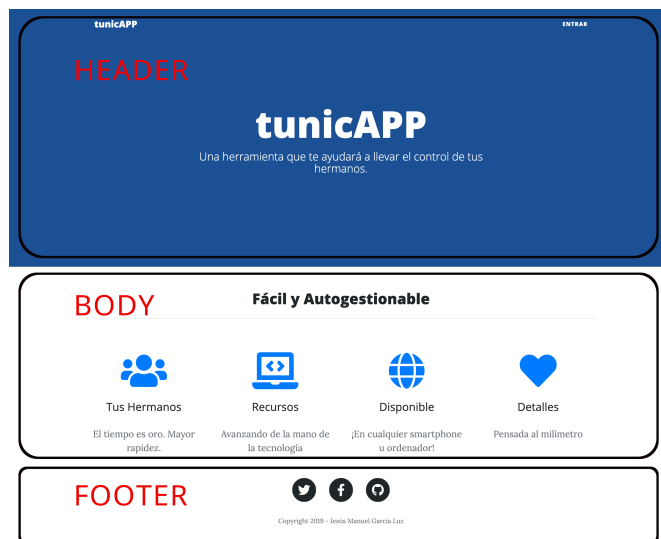 tunicAPP
ENTRAR
HEADER
tunicAPP
Una herramienta que te ayudará a llevar el control de tus
hermanos.
BODY
Fácil y Autogestionable
Tus Hermanos
Recursos
Disponible
Detalles
El tiempo es oro. Mayor
rapidez.
Avanzando de la mano de
la tecnología
¡En cualquier smartphone
u ordenador!
Pensada al milimetro
FOOTER
Copyright 2019 - Jesús Manuel García Luz